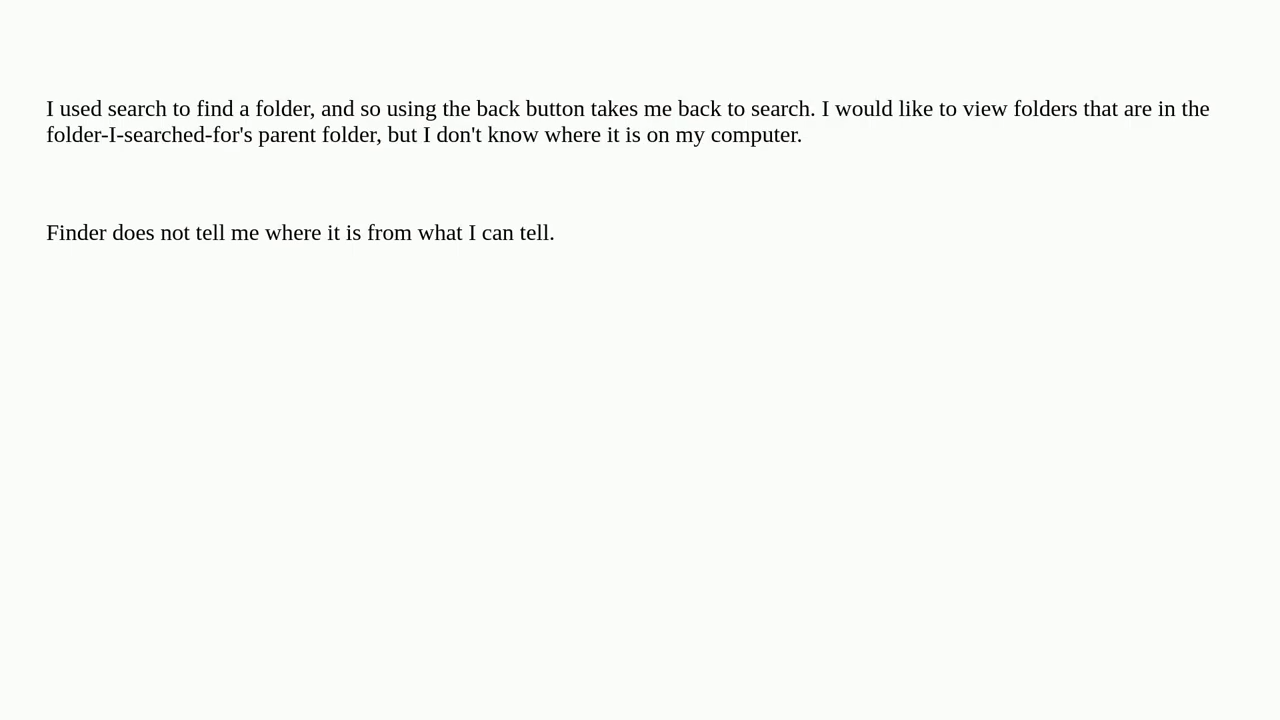 I used search to find a folder, and so using the back button takes me back to search. I would like to view folders that are in the
folder-I-searched-for's parent folder, but I don't know where it is on my computer.
Finder does not tell me where it is from what I can tell.